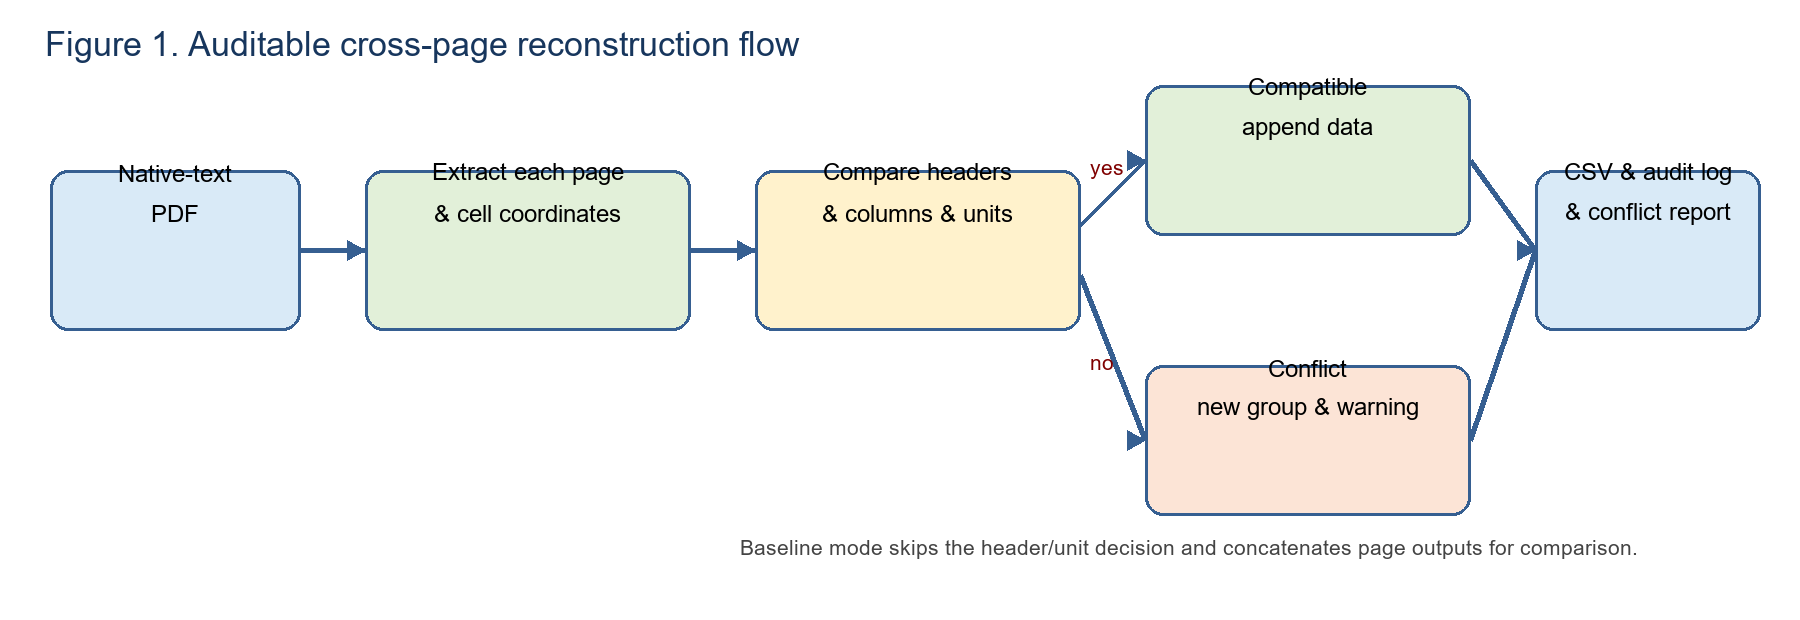 Figure 1. Auditable cross-page reconstruction flow
Native-text
PDF
Extract each page
& cell coordinates
Compare headers
& columns & units
yes
no
Compatible
append data
Conflict
new group & warning
CSV & audit log
& conflict report
Baseline mode skips the header/unit decision and concatenates page outputs for comparison.